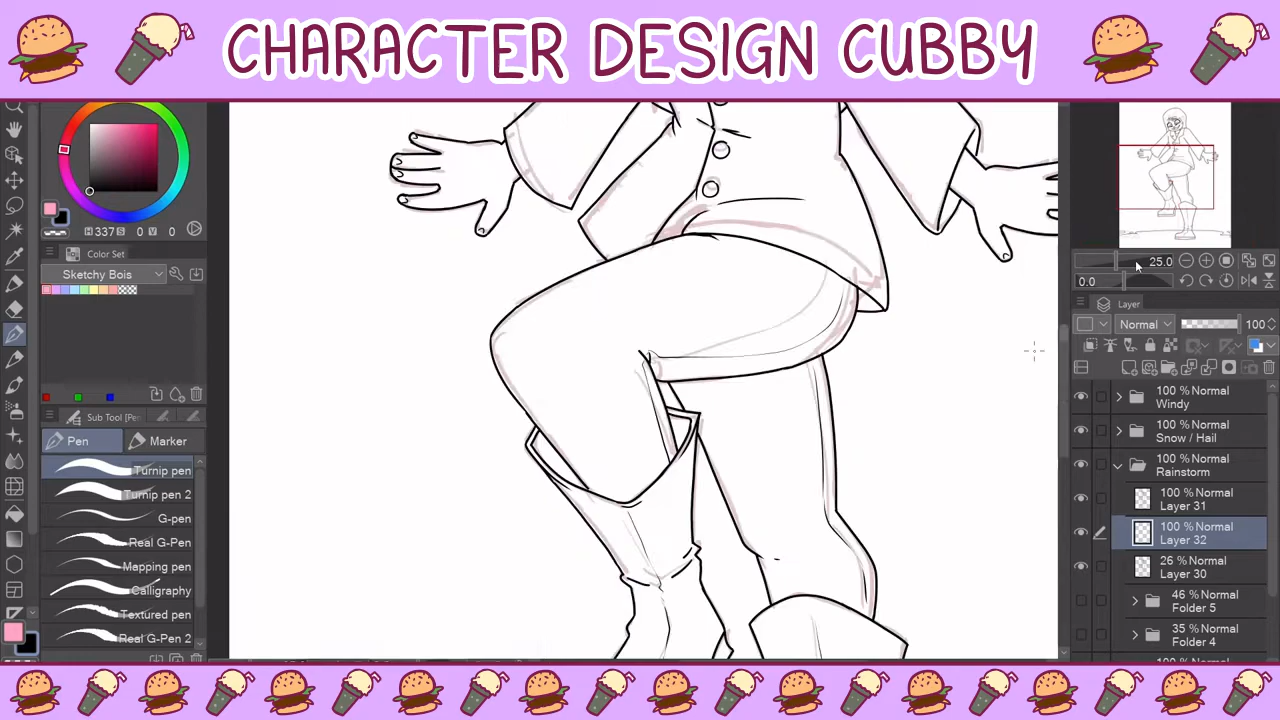 CHARACTER DESIGN CUBBY
H 337 S 0 V 0
Color Set
Sketchy Bois
Sub Tool [Pe
Pen
Marker
Turnip pen
Turnip pen 2
G-pen
Real G-Pen
Mapping pen
Calligraphy
Textured pen
Real G-Pen 2
25.0
0.0
Layer
Normal
100
100 % Normal
Windy
100 % Normal
Snow / Hail
100 % Normal
Rainstorm
100 % Normal
Layer 31
100 % Normal
Layer 32
26 % Normal
Layer 30
46 % Normal
Folder 5
35 % Normal
Folder 4